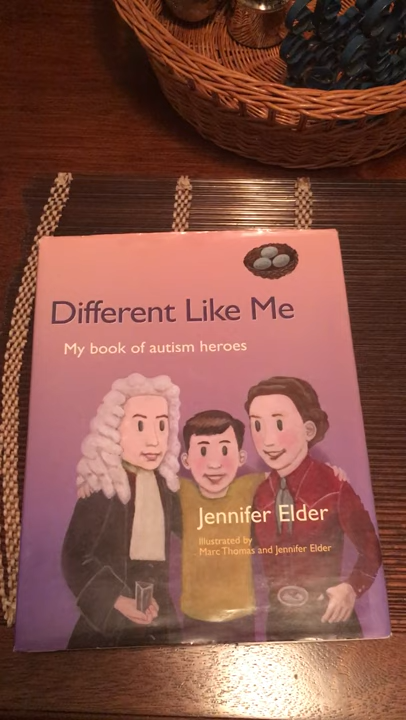 Different Like Me
My book of autism heroes
Jennifer Elder
Illustrated by
Marc Thomas and Jennifer Elder